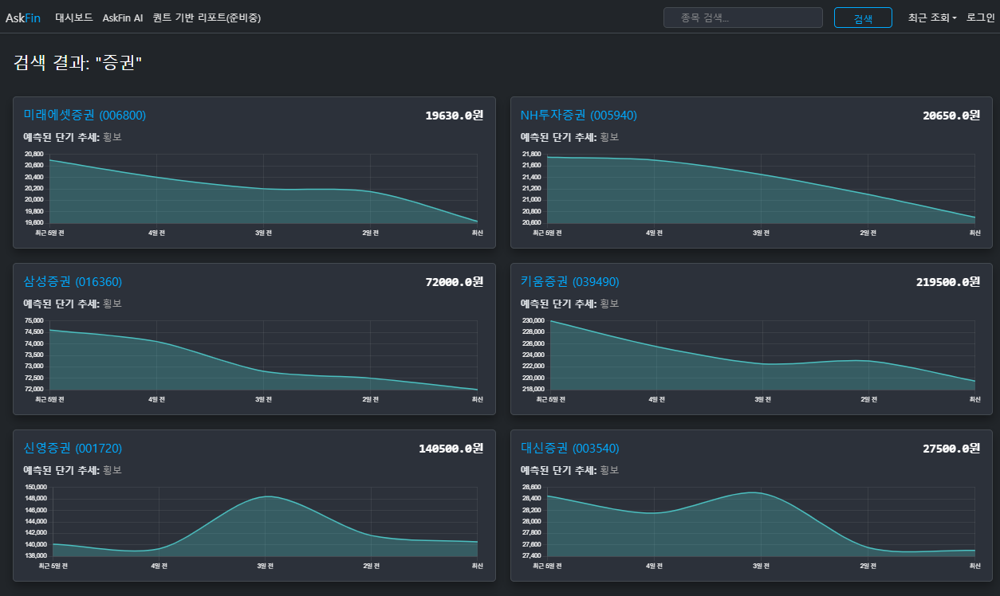 AskFin 대시보드 AskFin AI 퀀트 기반 리포트(준비중) 종목 검색... 검색 최근 조회 로그인
검색 결과: "증권"
미래에셋증권 (006800) 19630.0원
예측된 단기 추세: 횡보
20,800
20,600
20,400
20,200
20,000
19,800
19,600
최근 5일 전 4일 전 3일 전 2일 전 최신
NH투자증권 (005940) 20650.0원
예측된 단기 추세: 횡보
21,800
21,600
21,400
21,200
21,000
20,800
20,600
최근 5일 전 4일 전 3일 전 2일 전 최신
삼성증권 (016360) 72000.0원
예측된 단기 추세: 횡보
75,000
74,500
74,000
73,500
73,000
72,500
72,000
최근 5일 전 4일 전 3일 전 2일 전 최신
키움증권 (039490) 219500.0원
예측된 단기 추세: 횡보
230,000
228,000
226,000
224,000
222,000
220,000
218,000
최근 5일 전 4일 전 3일 전 2일 전 최신
신영증권 (001720) 140500.0원
예측된 단기 추세: 횡보
150,000
148,000
146,000
144,000
142,000
140,000
138,000
최근 5일 전 4일 전 3일 전 2일 전 최신
대신증권 (003540) 27500.0원
예측된 단기 추세: 횡보
28,600
28,400
28,200
28,000
27,800
27,600
27,400
최근 5일 전 4일 전 3일 전 2일 전 최신